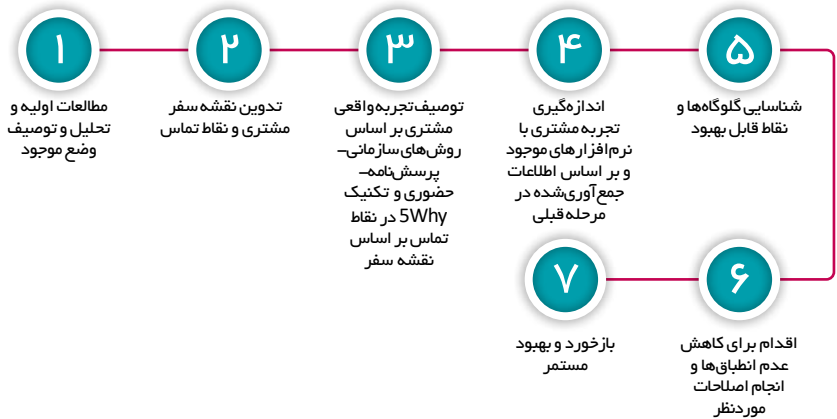 ۱
مطالعات اولیه و
تحلیل و توصیف
وضع موجود
۲
تدوین نقشه سفر
مشتری و نقاط تماس
۳
توصیف تجربه واقعی
مشتری بر اساس
روش‌های سازمانی-
پرسش‌نامه-
حضوری و تکنیک
5Why در نقاط
تماس بر اساس
نقشه سفر
۴
اندازه‌گیری
تجربه مشتری با
نرم‌افزارهای موجود
و بر اساس اطلاعات
جمع‌آوری‌شده در
مرحله قبلی
۵
شناسایی گلوگاه‌ها و
نقاط قابل بهبود
۶
اقدام برای کاهش
عدم انطباق‌ها و
انجام اصلاحات
موردنظر
۷
بازخورد و بهبود
مستمر